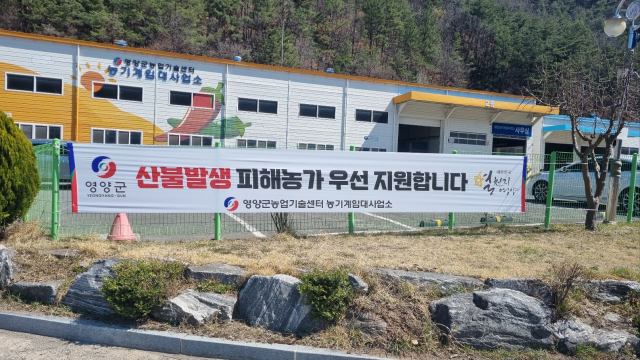 영양군농업기술센터
농기계임대사업소
사무실
영양군
YEONGYANG-GUN
산불발생 피해농가 우선 지원합니다
영양군농업기술센터 농기계임대사업소